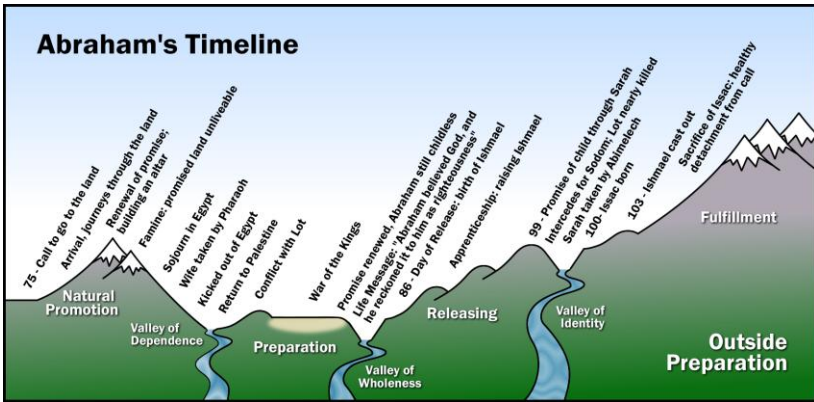 Abraham's Timeline
75 - Call to go to the land
Arrival, journeys through the land
Renewal of promise;
building an altar
Famine: promised land unliveable
Sojourn in Egypt
Wife taken by Pharaoh
Kicked out of Egypt
Return to Palestine
Conflict with Lot
War of the Kings
Promise renewed, Abraham still childless
Life Message: "Abraham believed God, and
he reckoned it to him as righteousness"
86 - Day of Release: birth of Ishmael
Apprenticeship: raising Ishmael
99 - Promise of child through Sarah
Intercedes for Sodom; Lot nearly killed
Sarah taken by Abimelech
100- Issac born
103 - Ishmael cast out
Sacrifice of Issac: healthy
detachment from call
Natural
Promotion
Valley of
Dependence
Preparation
Valley of
Wholeness
Releasing
Valley of
Identity
Fulfillment
Outside
Preparation